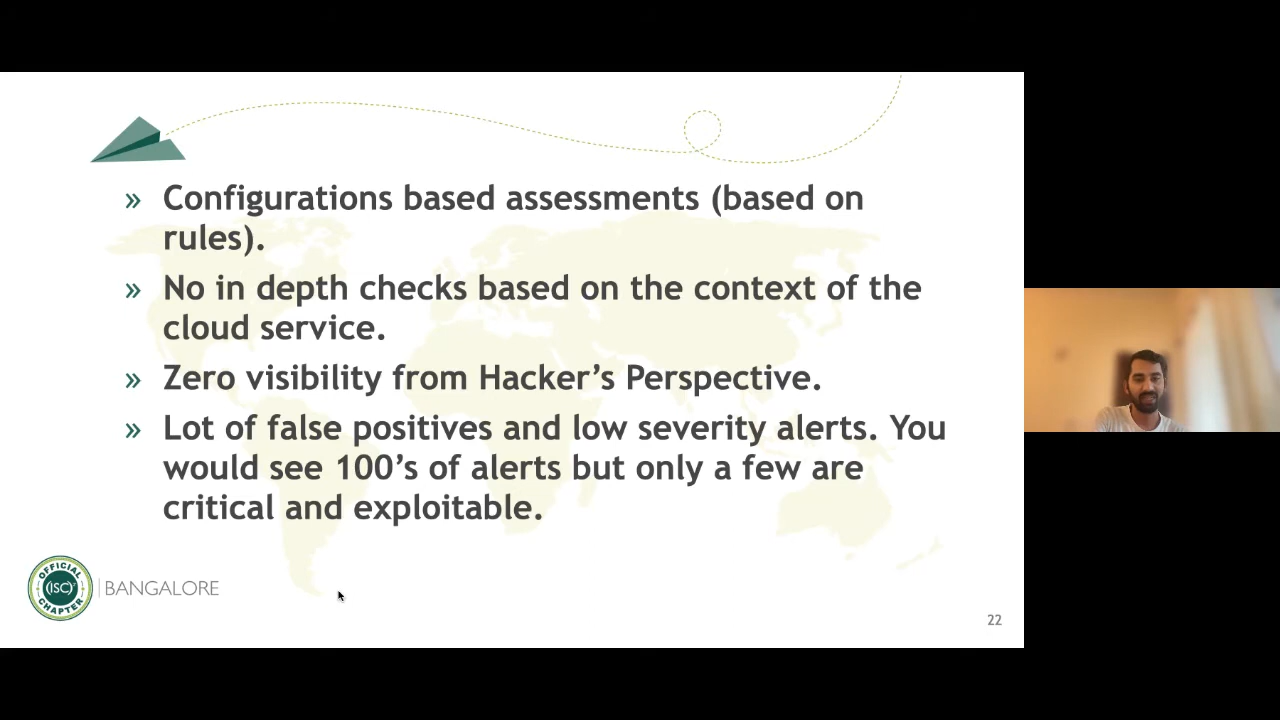 » Configurations based assessments (based on
rules).
» No in depth checks based on the context of the
cloud service.
» Zero visibility from Hacker’s Perspective.
» Lot of false positives and low severity alerts. You
would see 100’s of alerts but only a few are
critical and exploitable.
OFFICIAL
(ISC)²
CHAPTER
BANGALORE
22